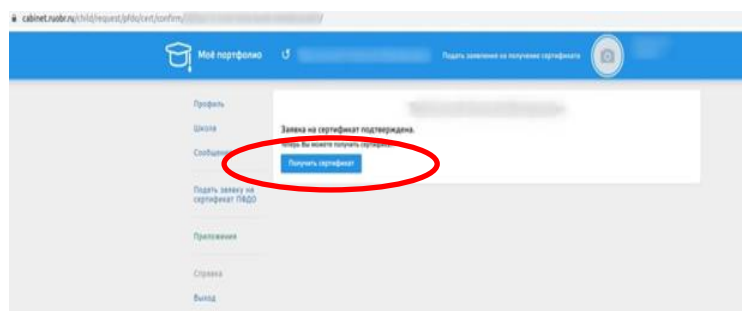 cabinet.ruobr.ru/child/request/pfdo/cert/confirm/
Моё портфолио
Подать заявление на получение сертификата
Профиль
Школа
Сообщения
Подать заявку на
сертификат ПФДО
Приложения
Справка
Выход
Заявка на сертификат подтверждена.
Теперь Вы можете получить сертификат
Получить сертификат